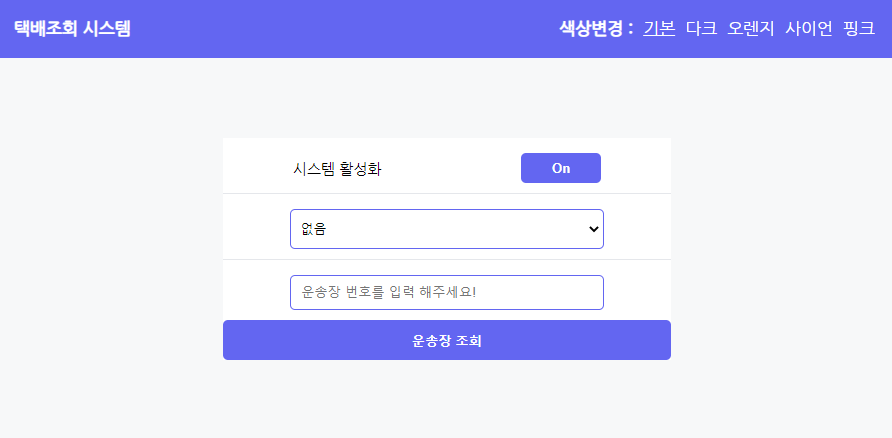 택배조회 시스템
색상변경 : 기본 다크 오렌지 사이언 핑크
시스템 활성화 On
없음
운송장 번호를 입력 해주세요!
운송장 조회